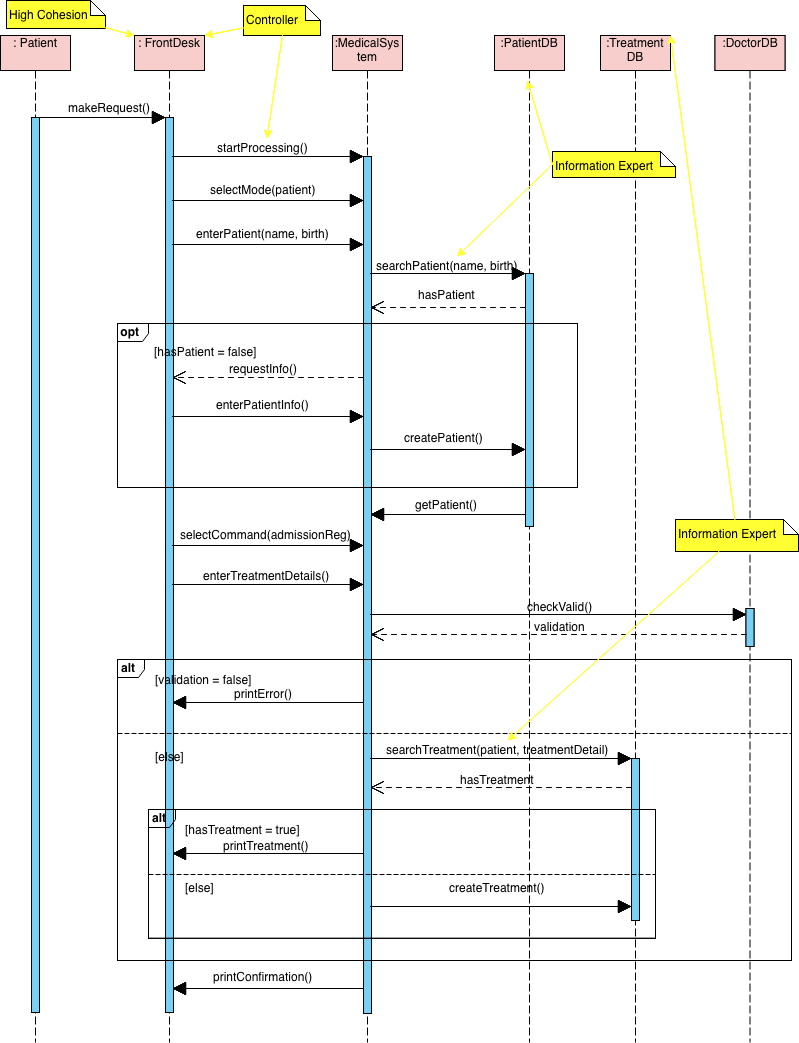 High Cohesion
Controller
: Patient
: FrontDesk
:MedicalSys
tem
:PatientDB
:Treatment
DB
:DoctorDB
makeRequest()
startProcessing()
Information Expert
selectMode(patient)
enterPatient(name, birth)
searchPatient(name, birth)
hasPatient
opt
[hasPatient = false]
requestInfo()
enterPatientInfo()
createPatient()
getPatient()
selectCommand(admissionReg)
Information Expert
enterTreatmentDetails()
checkValid()
validation
alt
[validation = false]
printError()
[else]
searchTreatment(patient, treatmentDetail)
hasTreatment
alt
[hasTreatment = true]
printTreatment()
[else]
createTreatment()
printConfirmation()